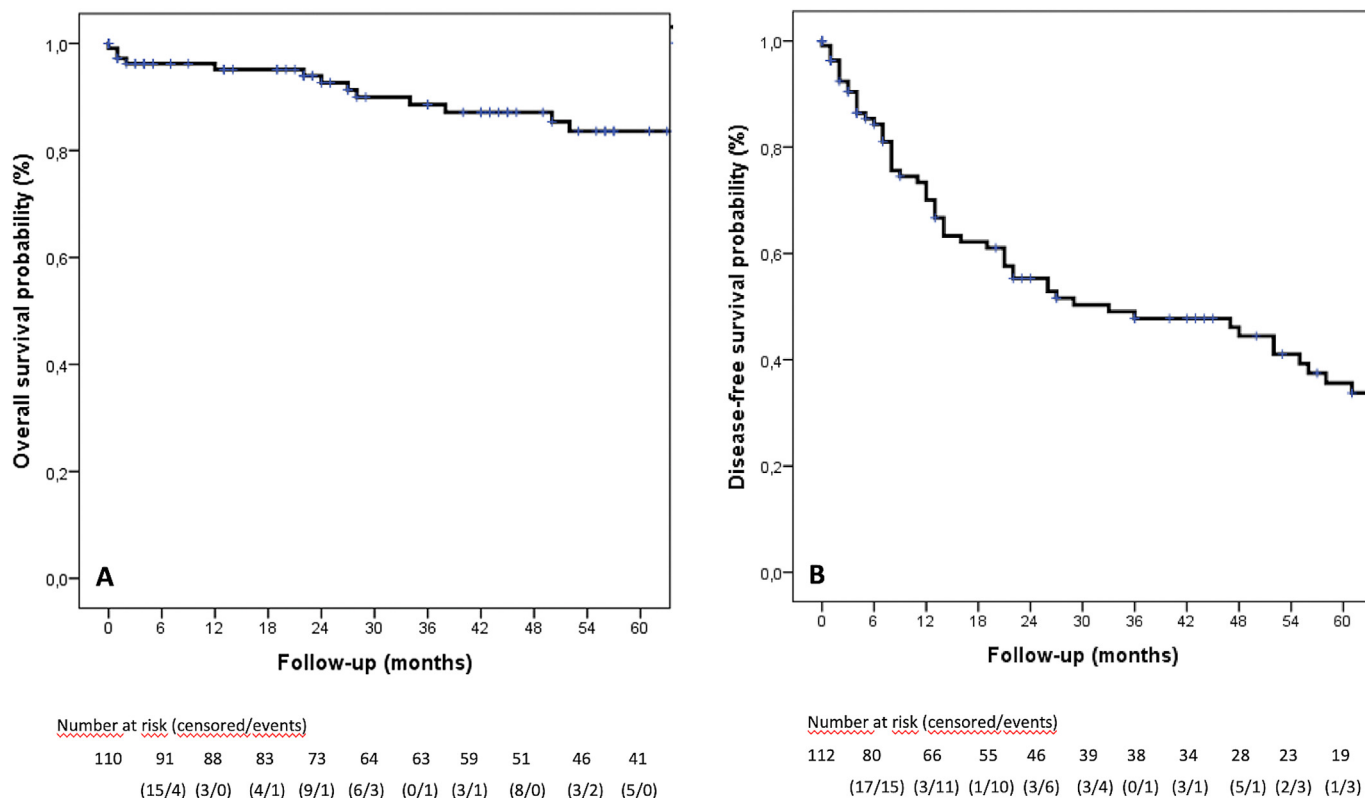 Overall survival probability (%)
1,0
0,8
0,6
0,4
0,2
0,0
A
0 6 12 18 24 30 36 42 48 54 60
Follow-up (months)
Number at risk (censored/events)
110 91 88 83 73 64 63 59 51 46 41
(15/4) (3/0) (4/1) (9/1) (6/3) (0/1) (3/1) (8/0) (3/2) (5/0)
Disease-free survival probability (%)
1,0
0,8
0,6
0,4
0,2
0,0
B
0 6 12 18 24 30 36 42 48 54 60
Follow-up (months)
Number at risk (censored/events)
112 80 66 55 46 39 38 34 28 23 19
(17/15) (3/11) (1/10) (3/6) (3/4) (0/1) (3/1) (5/1) (2/3) (1/3)